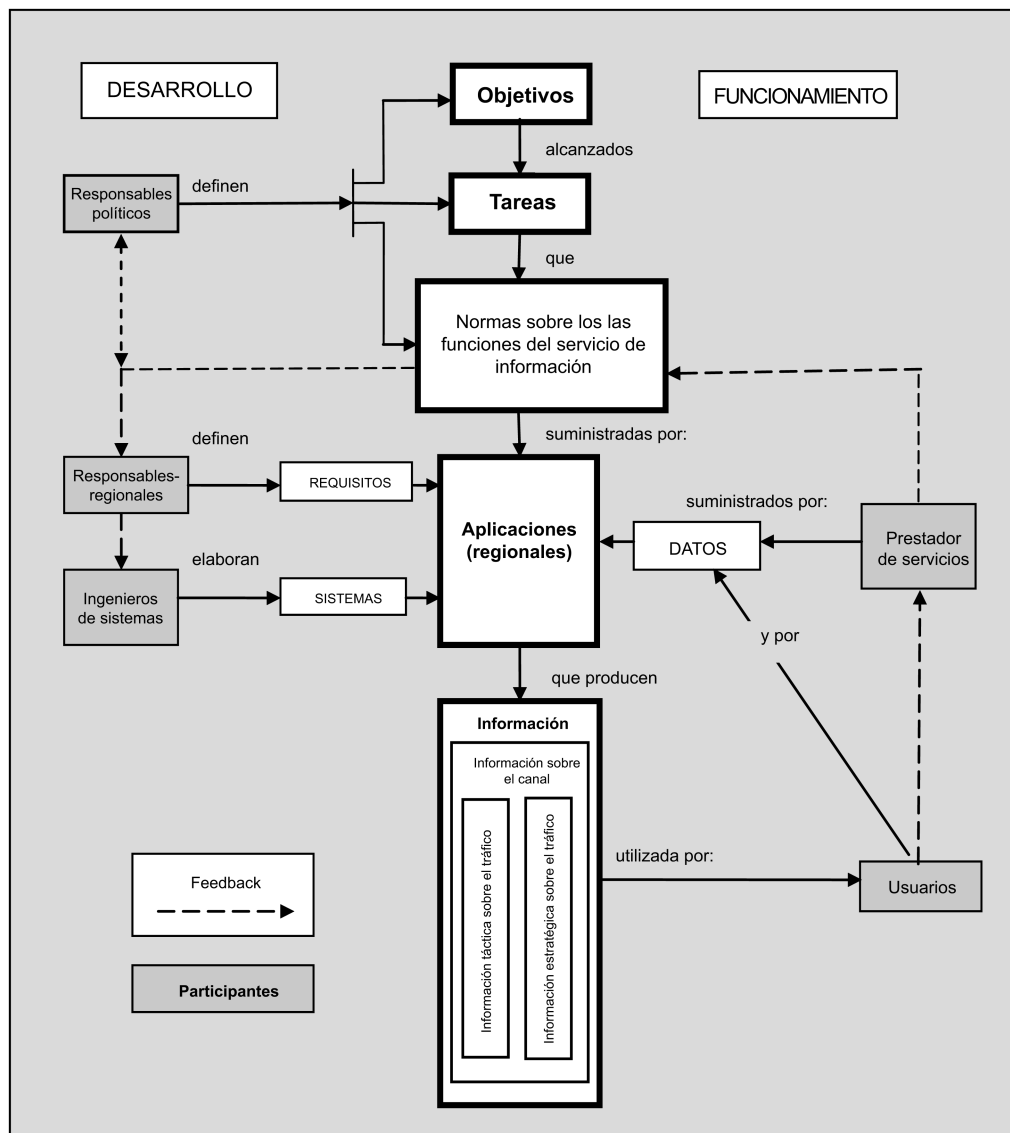 DESARROLLO
Objetivos
FUNCIONAMIENTO
alcanzados
Responsables
políticos
definen
Tareas
que
Normas sobre los las
funciones del servicio de
información
definen
suministradas por:
Responsables-
regionales
REQUISITOS
Aplicaciones
(regionales)
suministrados por:
DATOS
Prestador
de servicios
elaboran
Ingenieros
de sistemas
SISTEMAS
y por
que producen
Información
Información sobre
el canal
Información táctica sobre el tráfico
Información estratégica sobre el tráfico
utilizada por:
Usuarios
Feedback
Participantes